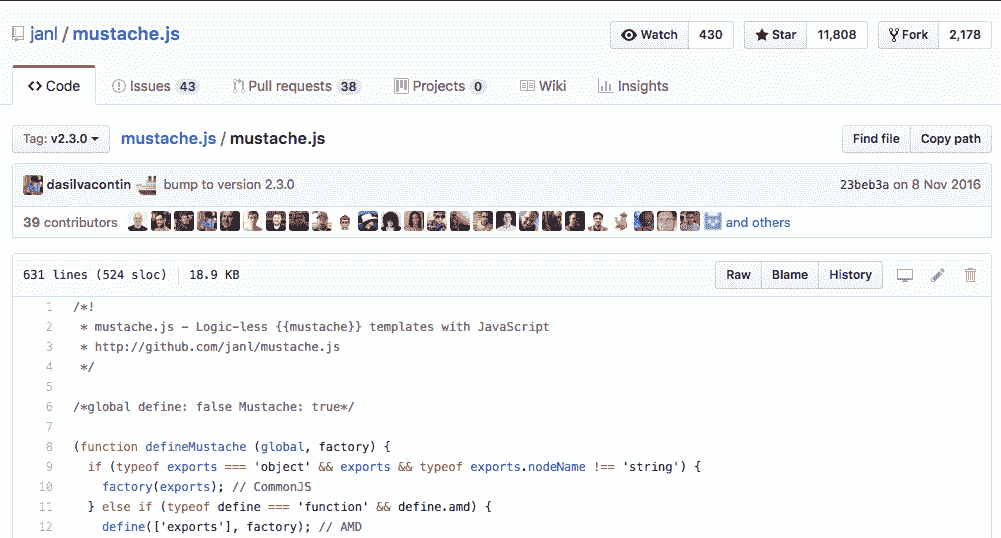 janl / mustache.js
Watch 430 Star 11,808 Fork 2,178
<> Code Issues 43 Pull requests 38 Projects 0 Wiki Insights
Tag: v2.3.0 mustache.js / mustache.js Find file Copy path
dasilvacontin bump to version 2.3.0 23beb3a on 8 Nov 2016
39 contributors and others
631 lines (524 sloc) 18.9 KB Raw Blame History
1 /*!
2 * mustache.js - Logic-less {{mustache}} templates with JavaScript
3 * http://github.com/janl/mustache.js
4 */
5
6 /*global define: false Mustache: true*/
7
8 (function defineMustache (global, factory) {
9 if (typeof exports === 'object' && exports && typeof exports.nodeName !== 'string') {
10 factory(exports); // CommonJS
11 } else if (typeof define === 'function' && define.amd) {
12 define(['exports'], factory); // AMD